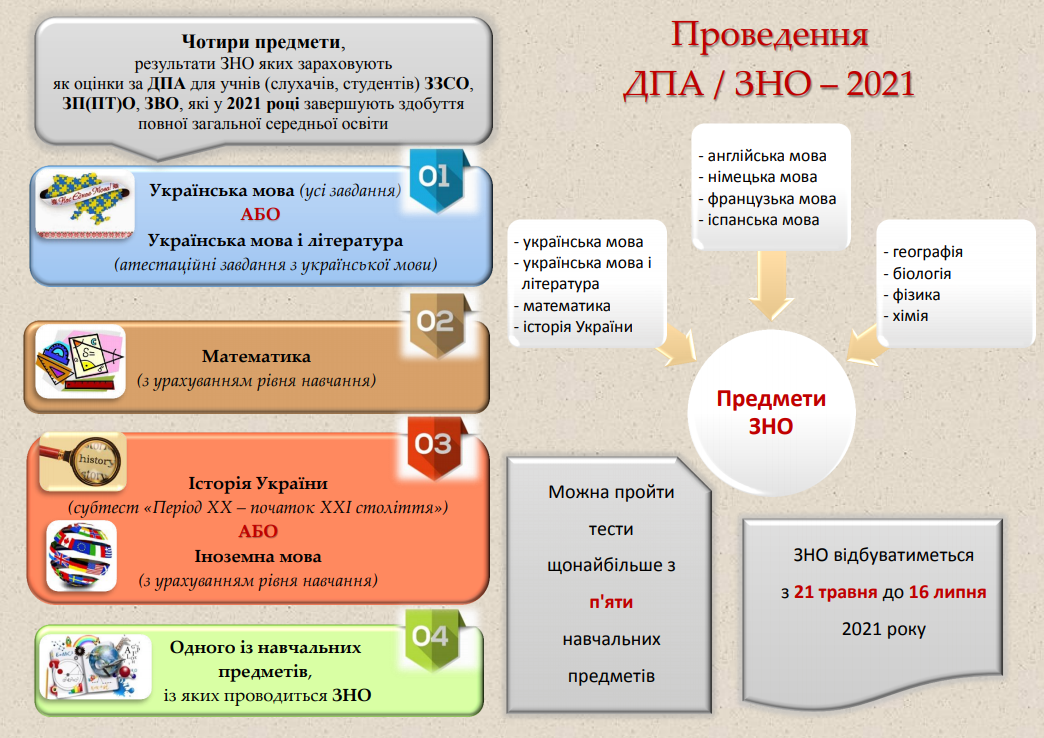 Чотири предмети,
результати ЗНО яких зараховують
як оцінки за ДПА для учнів (слухачів, студентів) ЗЗСО,
ЗП(ПТ)О, ЗВО, які у 2021 році завершують здобуття
повної загальної середньої освіти
01
Українська мова (усі завдання)
АБО
Українська мова і література
(атестаційні завдання з української мови)
02
Математика
(з урахуванням рівня навчання)
03
history
story
Історія України
(субтест «Період ХХ – початок ХХІ століття»)
АБО
Іноземна мова
(з урахуванням рівня навчання)
04
Одного із навчальних
предметів,
із яких проводиться ЗНО
Проведення
ДПА / ЗНО – 2021
- англійська мова
- німецька мова
- французька мова
- іспанська мова
- українська мова
- українська мова і
література
- математика
- історія України
- географія
- біологія
- фізика
- хімія
Предмети
ЗНО
Можна пройти
тести
щонайбільше з
п'яти
навчальних
предметів
ЗНО відбуватиметься
з 21 травня до 16 липня
2021 року